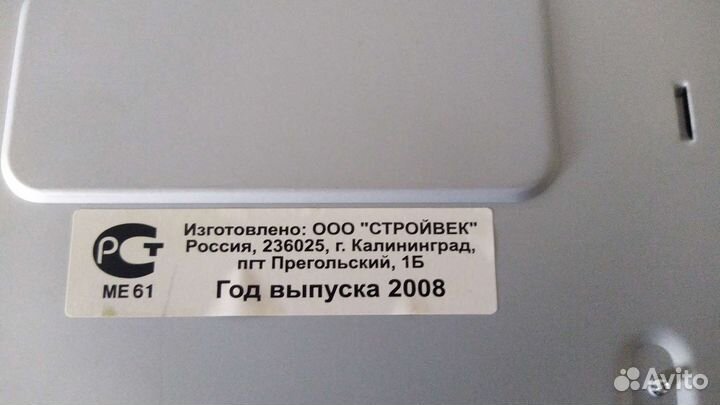 РСТ
МЕ 61
Изготовлено: ООО "СТРОЙВЕК"
Россия, 236025, г. Калининград,
пгт Прегольский, 1Б
Год выпуска 2008
Avito